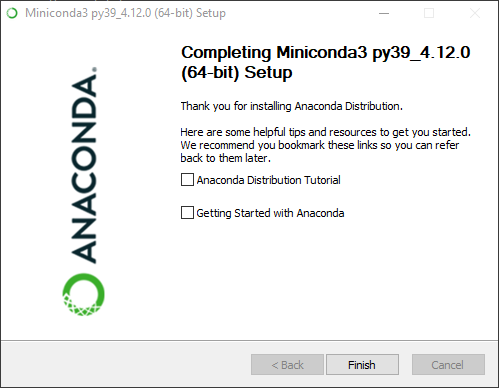 Miniconda3 py39_4.12.0 (64-bit) Setup
ANACONDA.
Completing Miniconda3 py39_4.12.0
(64-bit) Setup
Thank you for installing Anaconda Distribution.
Here are some helpful tips and resources to get you started.
We recommend you bookmark these links so you can refer
back to them later.
Anaconda Distribution Tutorial
Getting Started with Anaconda
< Back
Finish
Cancel